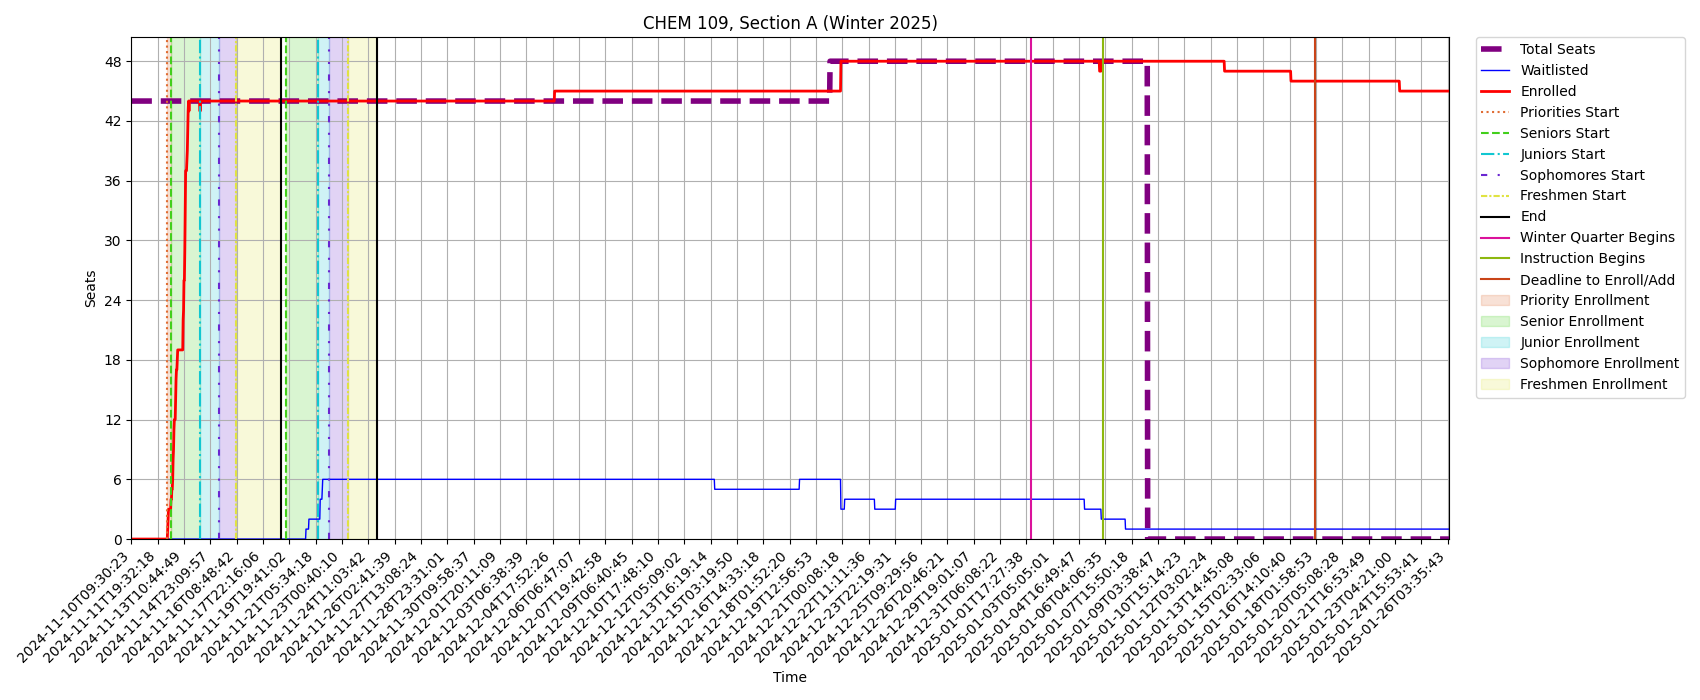 CHEM 109, Section A (Winter 2025)
Seats
48
42
36
30
24
18
12
6
0
2024-11-10T09:30:23
2024-11-11T19:32:18
2024-11-13T10:44:49
2024-11-14T23:09:57
2024-11-16T08:48:42
2024-11-17T22:16:06
2024-11-19T19:41:02
2024-11-21T05:34:18
2024-11-23T00:40:10
2024-11-24T11:03:42
2024-11-26T02:41:39
2024-11-27T13:08:24
2024-11-28T23:31:01
2024-11-30T09:58:37
2024-12-01T20:11:09
2024-12-03T06:38:39
2024-12-04T17:52:26
2024-12-06T06:47:07
2024-12-07T19:42:58
2024-12-09T06:40:45
2024-12-10T17:48:10
2024-12-12T05:09:02
2024-12-13T16:19:14
2024-12-15T03:19:50
2024-12-16T14:33:18
2024-12-18T01:52:20
2024-12-19T12:56:53
2024-12-21T00:08:18
2024-12-22T11:11:36
2024-12-23T22:19:31
2024-12-26T09:29:56
2024-12-27T20:46:21
2024-12-29T19:01:07
2024-12-31T06:08:22
2025-01-01T17:27:38
2025-01-03T05:05:01
2025-01-04T16:49:47
2025-01-06T04:06:35
2025-01-07T15:50:18
2025-01-09T03:38:47
2025-01-10T15:14:23
2025-01-12T03:02:24
2025-01-13T14:45:08
2025-01-15T02:33:06
2025-01-16T14:10:40
2025-01-18T01:58:53
2025-01-20T05:08:28
2025-01-21T16:53:49
2025-01-23T04:21:00
2025-01-24T15:53:41
2025-01-26T03:35:43
Time
Total Seats
Waitlisted
Enrolled
Priorities Start
Seniors Start
Juniors Start
Sophomores Start
Freshmen Start
End
Winter Quarter Begins
Instruction Begins
Deadline to Enroll/Add
Priority Enrollment
Senior Enrollment
Junior Enrollment
Sophomore Enrollment
Freshmen Enrollment